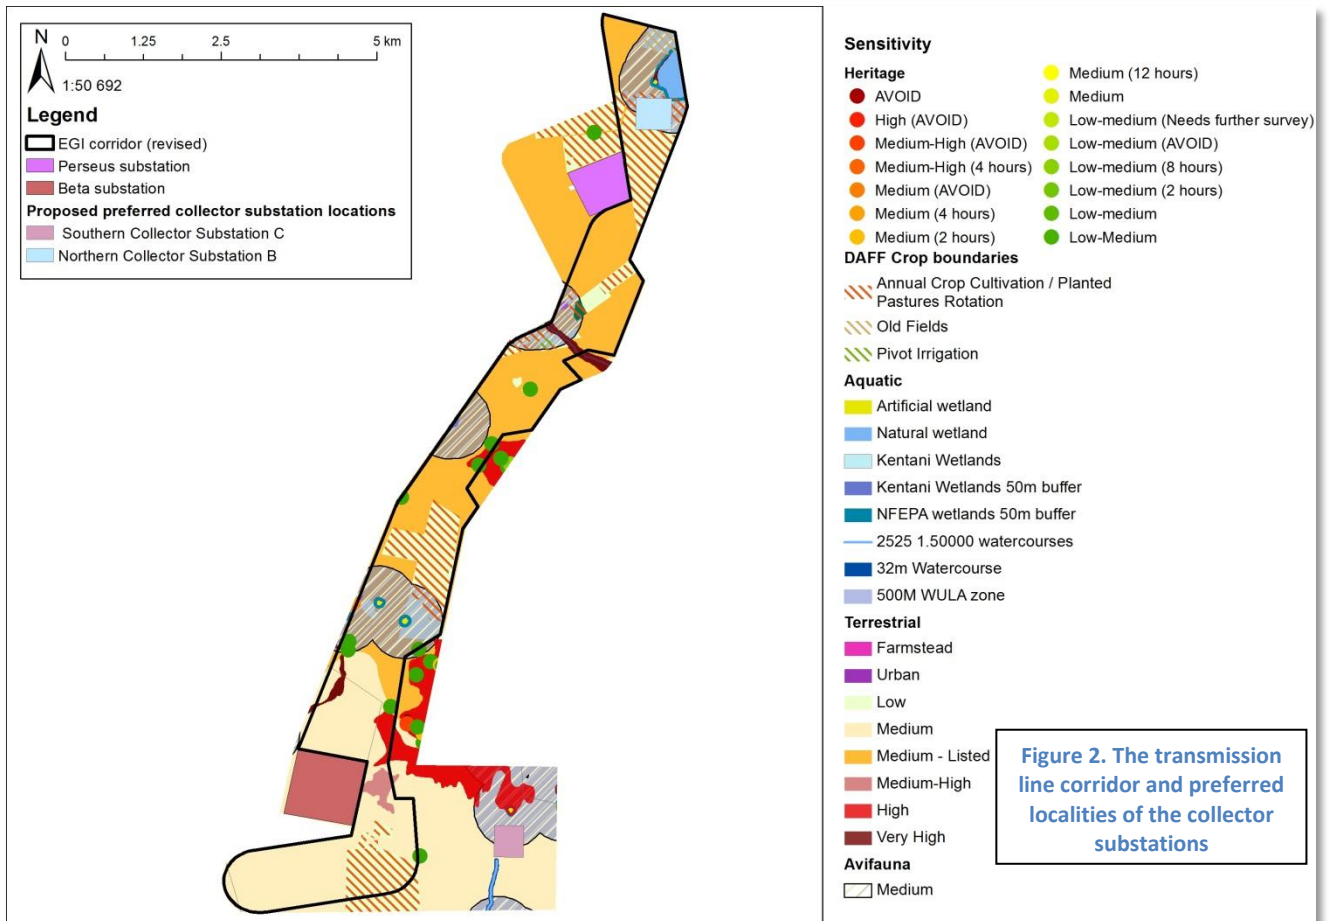 N
0 1.25 2.5 5 km
1:50 692
Legend
EGI corridor (revised)
Perseus substation
Beta substation
Proposed preferred collector substation locations
Southern Collector Substation C
Northern Collector Substation B
Sensitivity
Heritage
AVOID
High (AVOID)
Medium-High (AVOID)
Medium-High (4 hours)
Medium (AVOID)
Medium (4 hours)
Medium (2 hours)
Medium (12 hours)
Medium
Low-medium (Needs further survey)
Low-medium (AVOID)
Low-medium (8 hours)
Low-medium (2 hours)
Low-medium
Low-Medium
DAFF Crop boundaries
Annual Crop Cultivation / Planted
Pastures Rotation
Old Fields
Pivot Irrigation
Aquatic
Artificial wetland
Natural wetland
Kentani Wetlands
Kentani Wetlands 50m buffer
NFEPA wetlands 50m buffer
2525 1.50000 watercourses
32m Watercourse
500M WULA zone
Terrestrial
Farmstead
Urban
Low
Medium
Medium - Listed
Medium-High
High
Very High
Avifauna
Medium
Figure 2. The transmission
line corridor and preferred
localities of the collector
substations